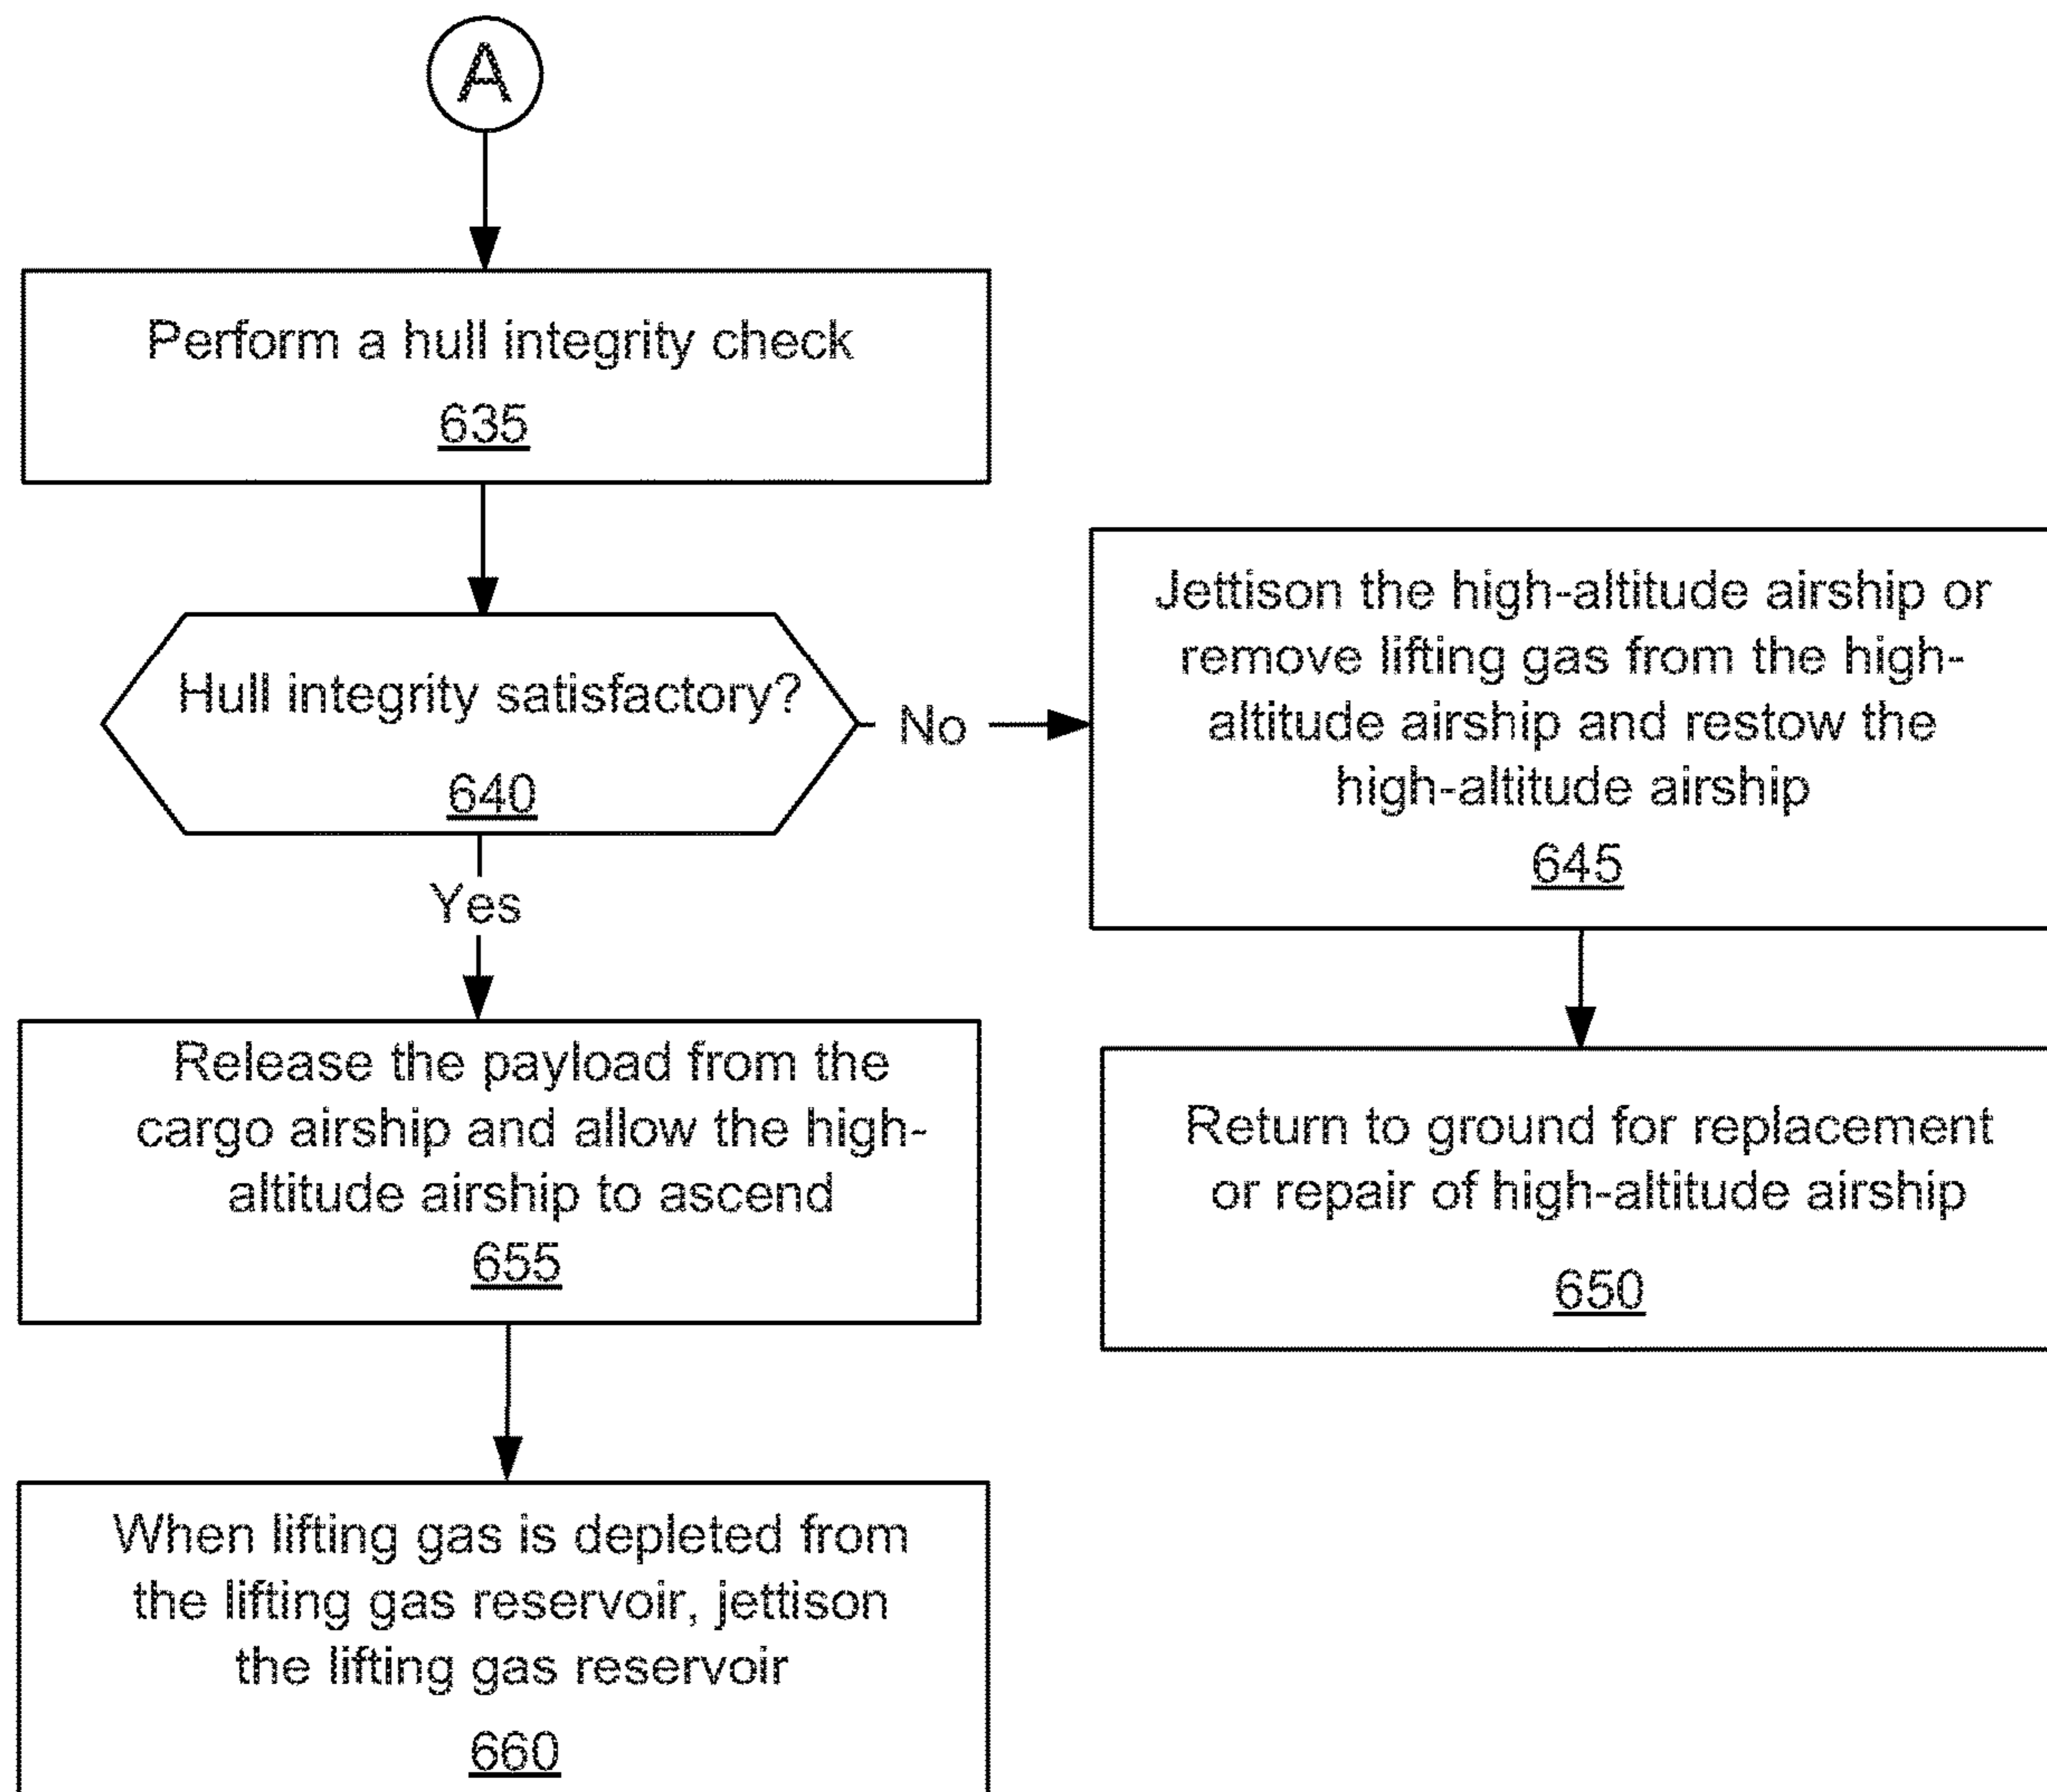 A
Perform a hull integrity check
635
Hull integrity satisfactory?
640
No
Jettison the high-altitude airship or
remove lifting gas from the high-
altitude airship and restow the
high-altitude airship
645
Yes
Release the payload from the
cargo airship and allow the high-
altitude airship to ascend
655
Return to ground for replacement
or repair of high-altitude airship
650
When lifting gas is depleted from
the lifting gas reservoir, jettison
the lifting gas reservoir
660